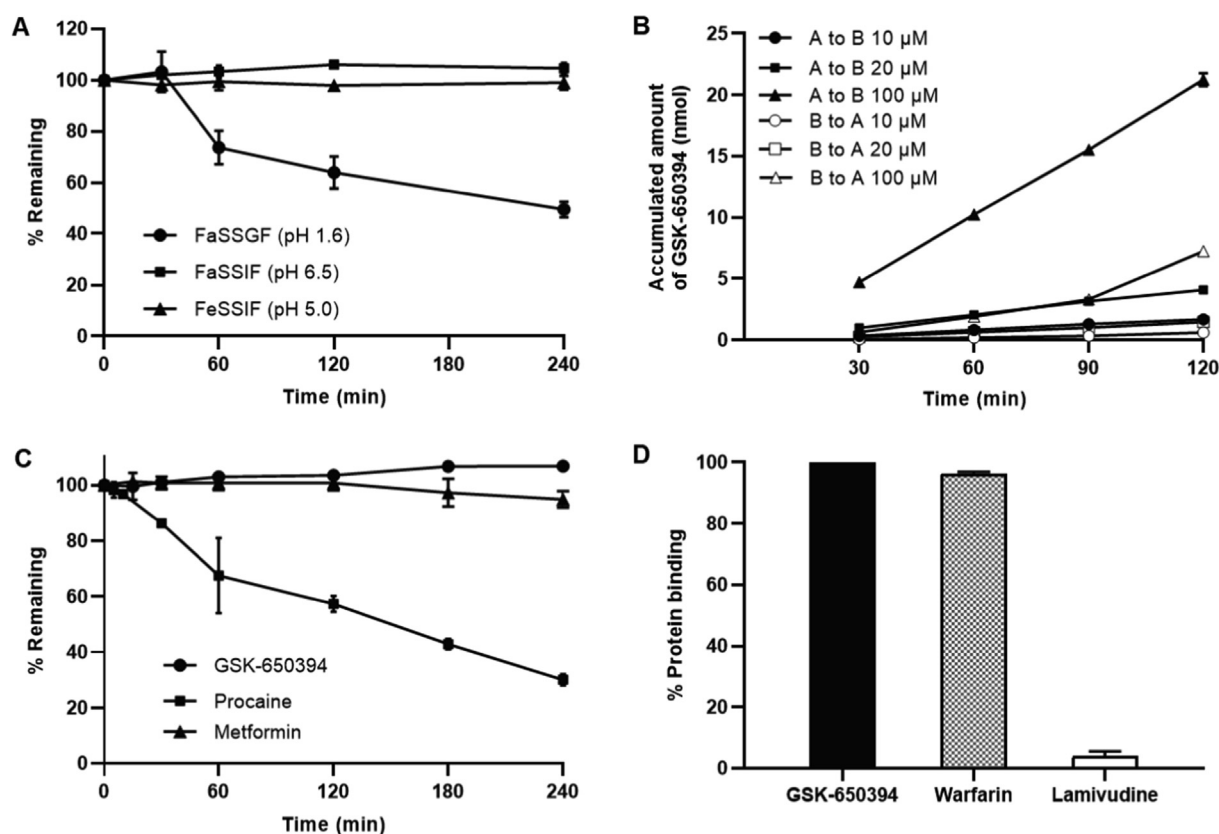 A
% Remaining
120
100
80
60
40
20
0
FaSSGF (pH 1.6)
FaSSIF (pH 6.5)
FeSSIF (pH 5.0)
0 60 120 180 240
Time (min)
B
Accumulated amount
of GSK-650394 (nmol)
25
20
15
10
5
0
A to B 10 µM
A to B 20 µM
A to B 100 µM
B to A 10 µM
B to A 20 µM
B to A 100 µM
30 60 90 120
Time (min)
C
% Remaining
100
80
60
40
20
0
GSK-650394
Procaine
Metformin
0 60 120 180 240
Time (min)
D
% Protein binding
100
80
60
40
20
0
GSK-650394 Warfarin Lamivudine